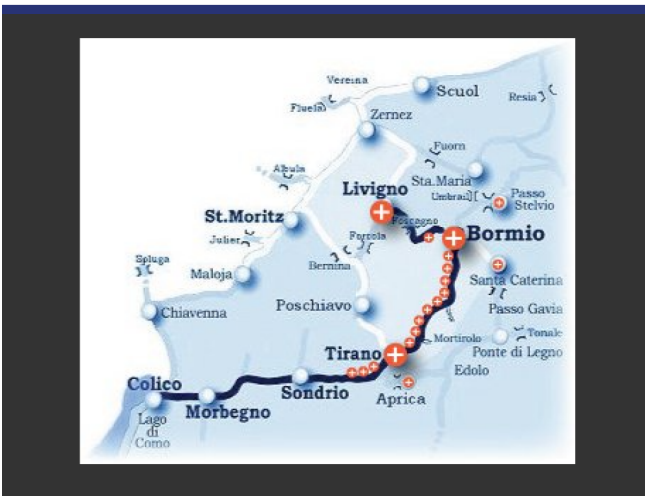 Vereina
Scuol
Resia
Fluela
Zernez
Fuorn
Albula
Sta.Maria
Livigno
Umbrail
Passo
Stelvio
St.Moritz
Foscagno
Bormio
Julier
Forcola
Spluga
Bernina
Maloja
Santa Caterina
Poschiavo
Passo Gavia
Chiavenna
Tonale
Mortirolo
Tirano
Ponte di Legno
Edolo
Colico
Sondrio
Aprica
Morbegno
Lago
di
Como